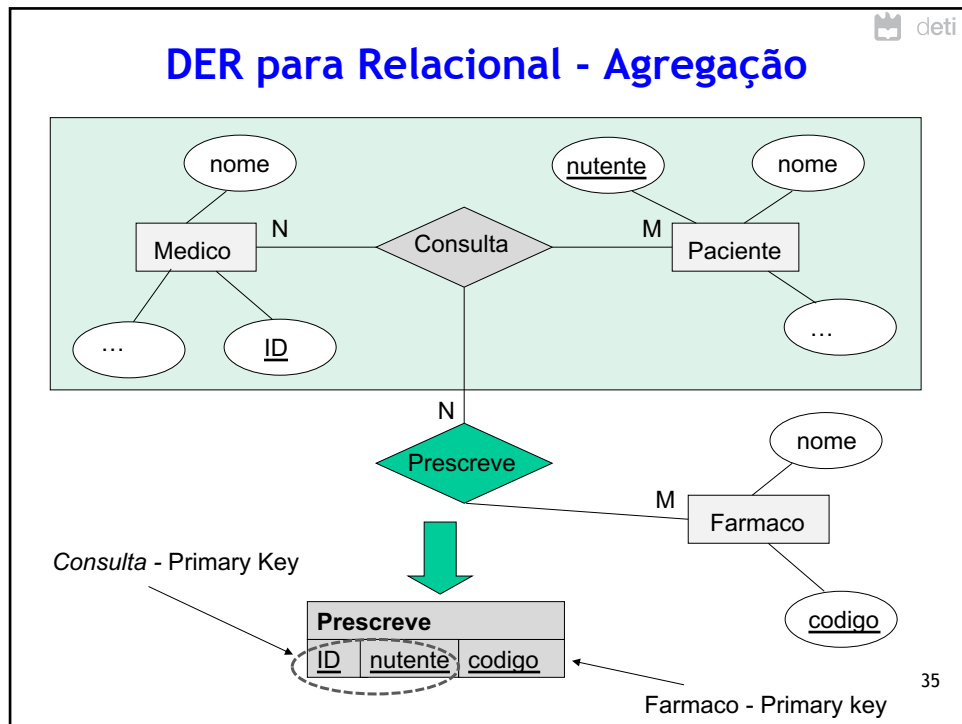 deti
DER para Relacional - Agregação
nome
nutente
nome
N
M
Medico
Consulta
Paciente
…
ID
…
N
nome
Prescreve
M
Farmaco
Consulta - Primary Key
codigo
Prescreve
ID nutente codigo
35
Farmaco - Primary key